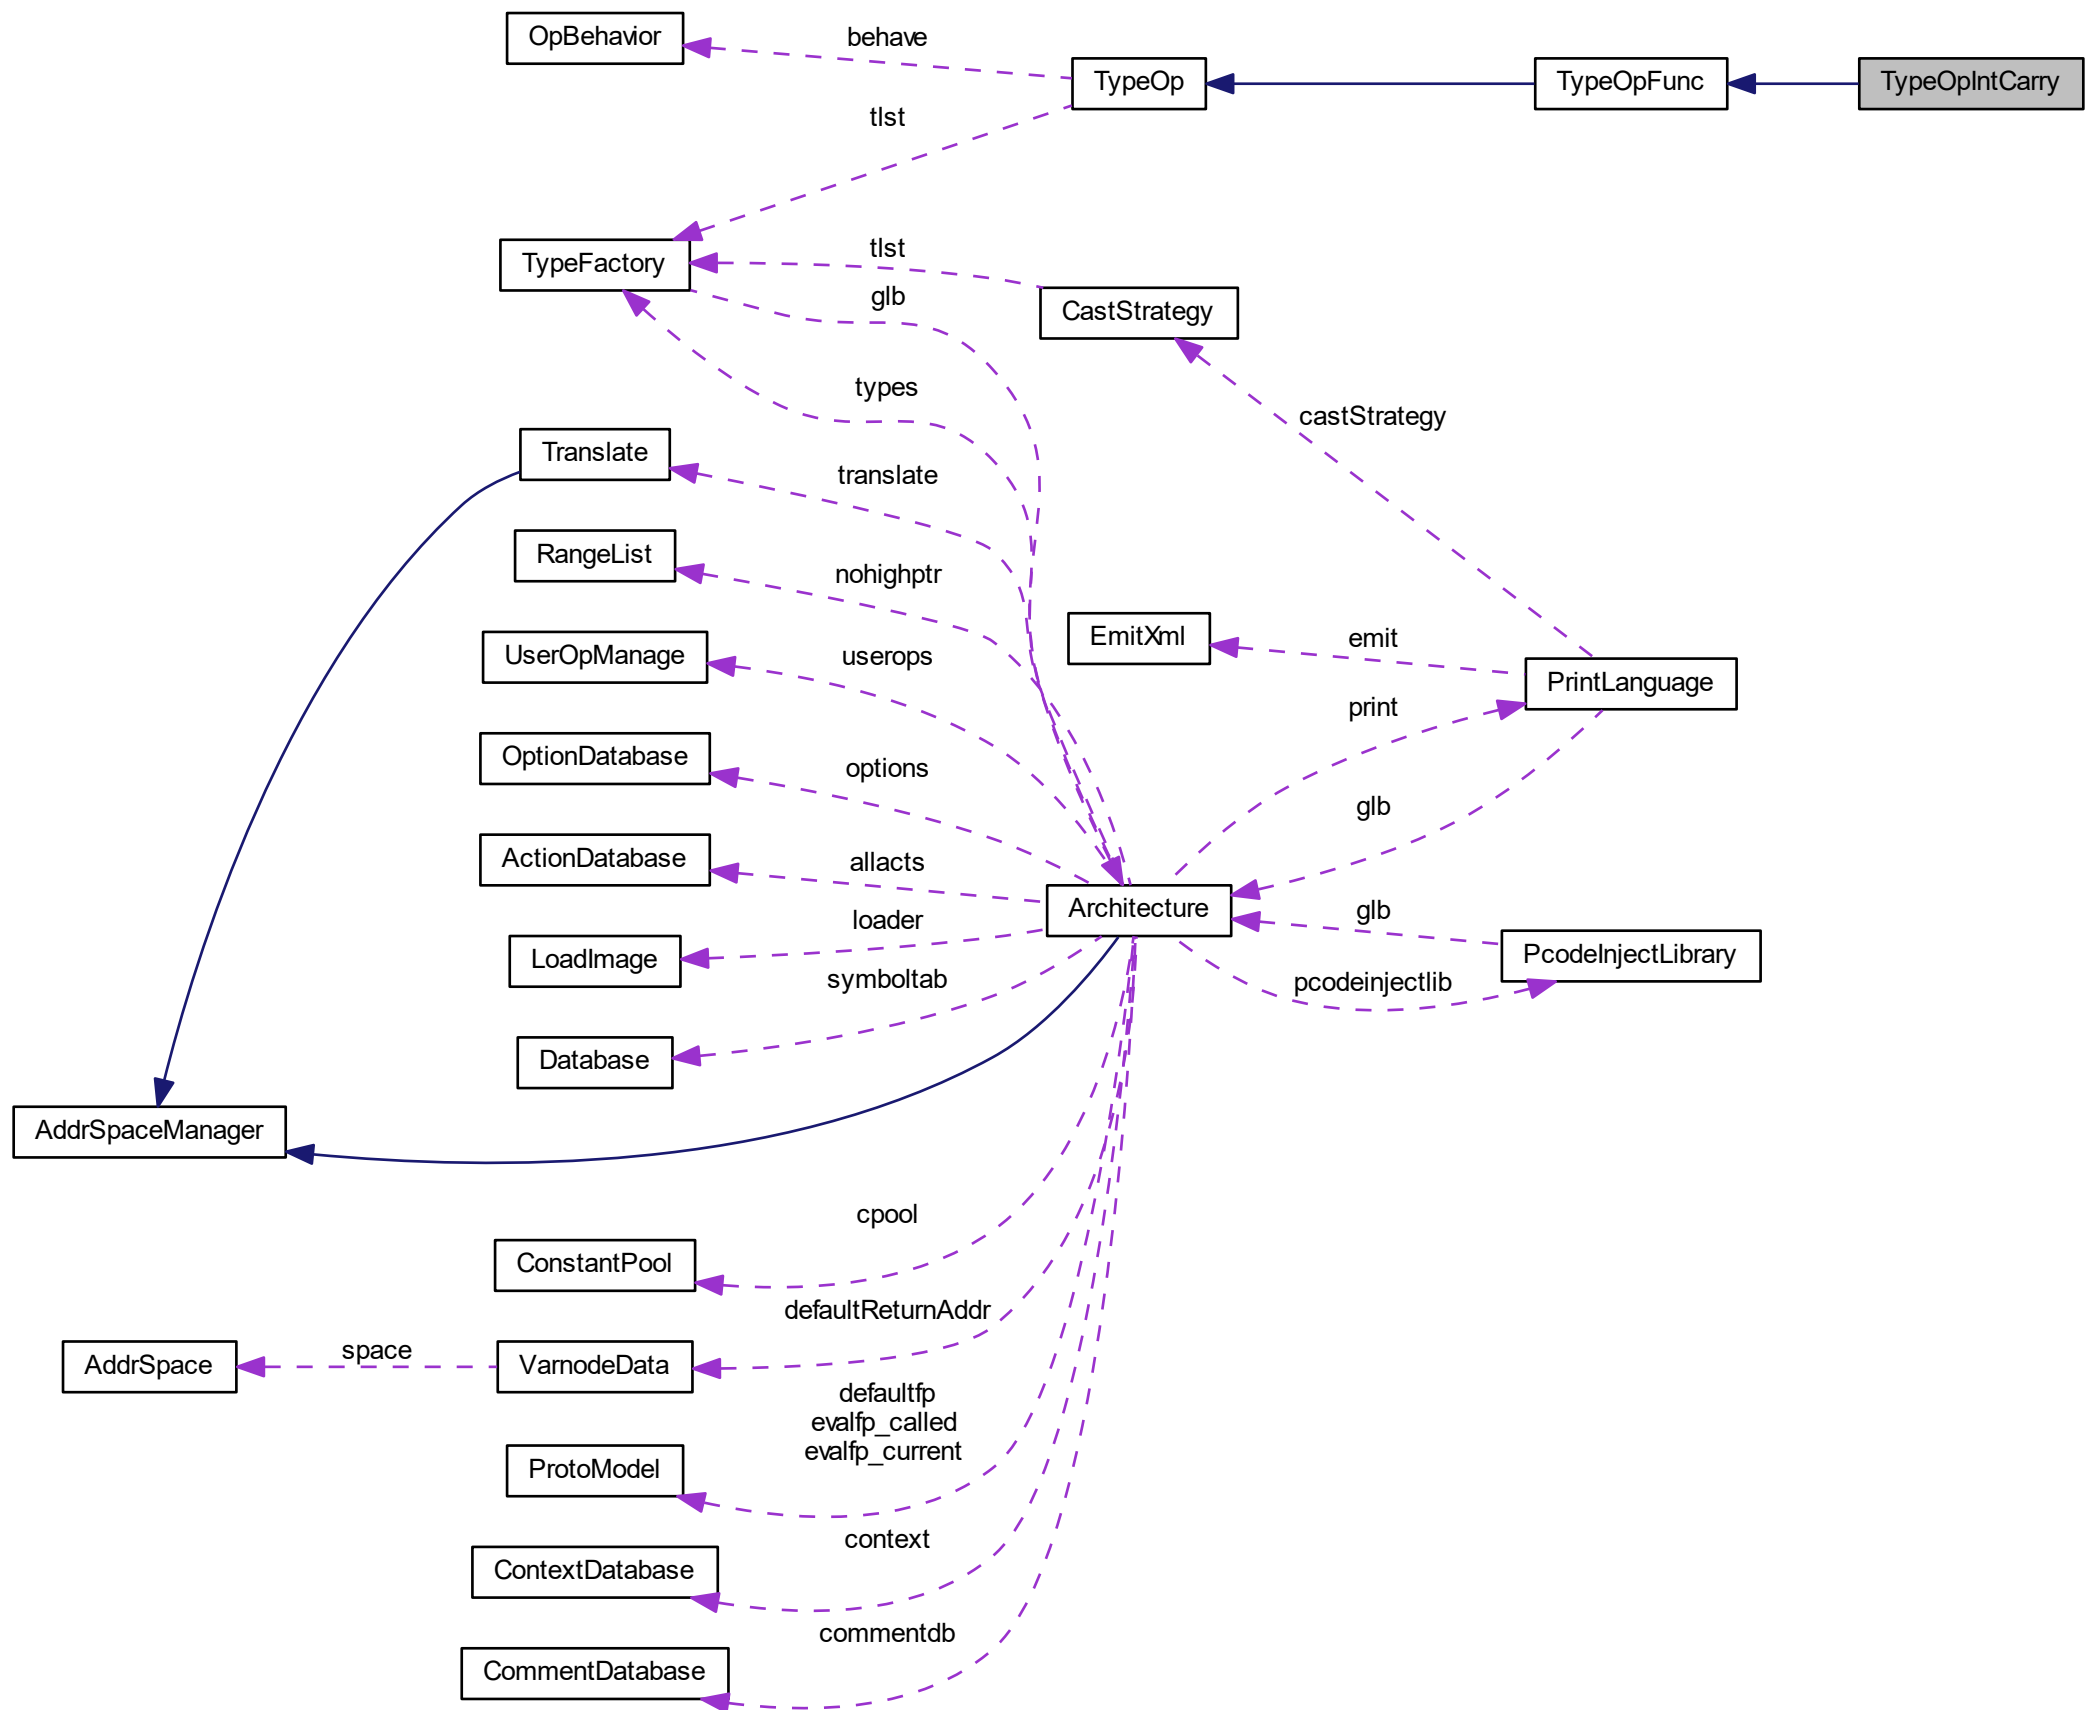 OpBehavior
behave
TypeOp
TypeOpFunc
TypeOpIntCarry
tlst
TypeFactory
tlst
glb
CastStrategy
types
castStrategy
Translate
translate
RangeList
nohighptr
UserOpManage
userops
EmitXml
emit
PrintLanguage
print
OptionDatabase
options
glb
ActionDatabase
allacts
Architecture
glb
LoadImage
loader
PcodeInjectLibrary
symboltab
pcodeinjectlib
Database
AddrSpaceManager
cpool
ConstantPool
defaultReturnAddr
AddrSpace
space
VarnodeData
defaultfp
evalfp_called
evalfp_current
ProtoModel
context
ContextDatabase
commentdb
CommentDatabase